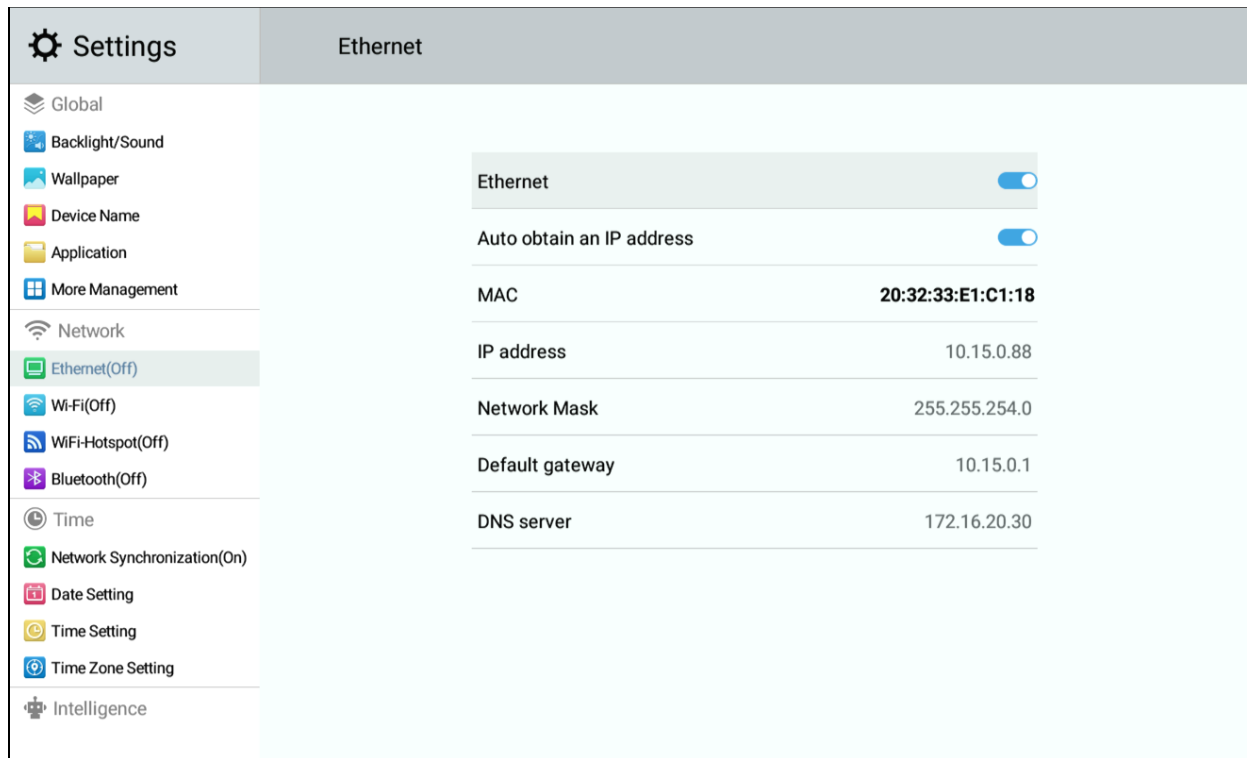 Settings
Ethernet
Global
Backlight/Sound
Wallpaper
Device Name
Application
More Management
Network
Ethernet(Off)
Wi-Fi(Off)
WiFi-Hotspot(Off)
Bluetooth(Off)
Time
Network Synchronization(On)
Date Setting
Time Setting
Time Zone Setting
Intelligence
Ethernet
Auto obtain an IP address
MAC 20:32:33:E1:C1:18
IP address 10.15.0.88
Network Mask 255.255.254.0
Default gateway 10.15.0.1
DNS server 172.16.20.30